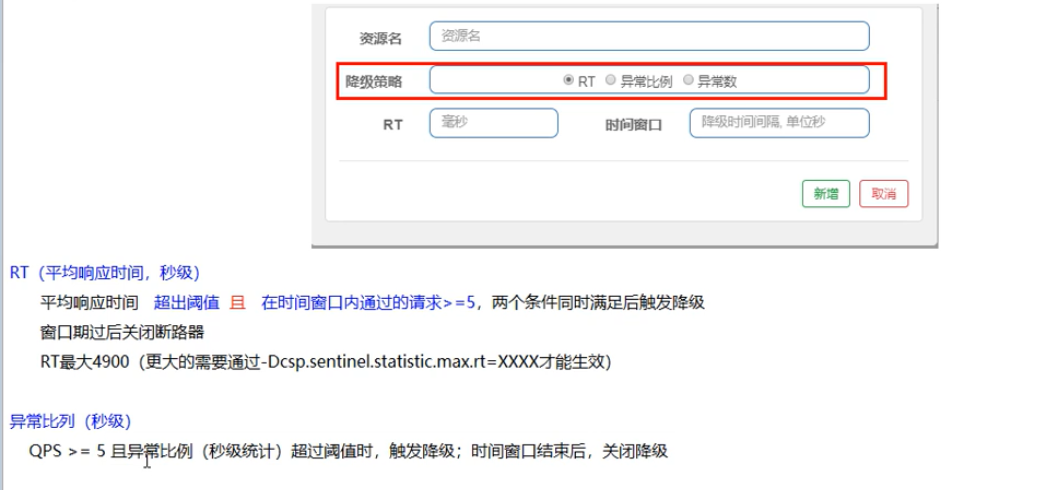 资源名 资源名
降级策略 RT 异常比例 异常数
RT 毫秒 时间窗口 降级时间间隔, 单位秒
新增 取消
RT（平均响应时间，秒级）
平均响应时间 超出阈值 且 在时间窗口内通过的请求>=5，两个条件同时满足后触发降级
窗口期过后关闭断路器
RT最大4900（更大的需要通过-Dcsp.sentinel.statistic.max.rt=XXXX才能生效）
异常比列（秒级）
QPS >= 5 且异常比例（秒级统计）超过阈值时，触发降级；时间窗口结束后，关闭降级